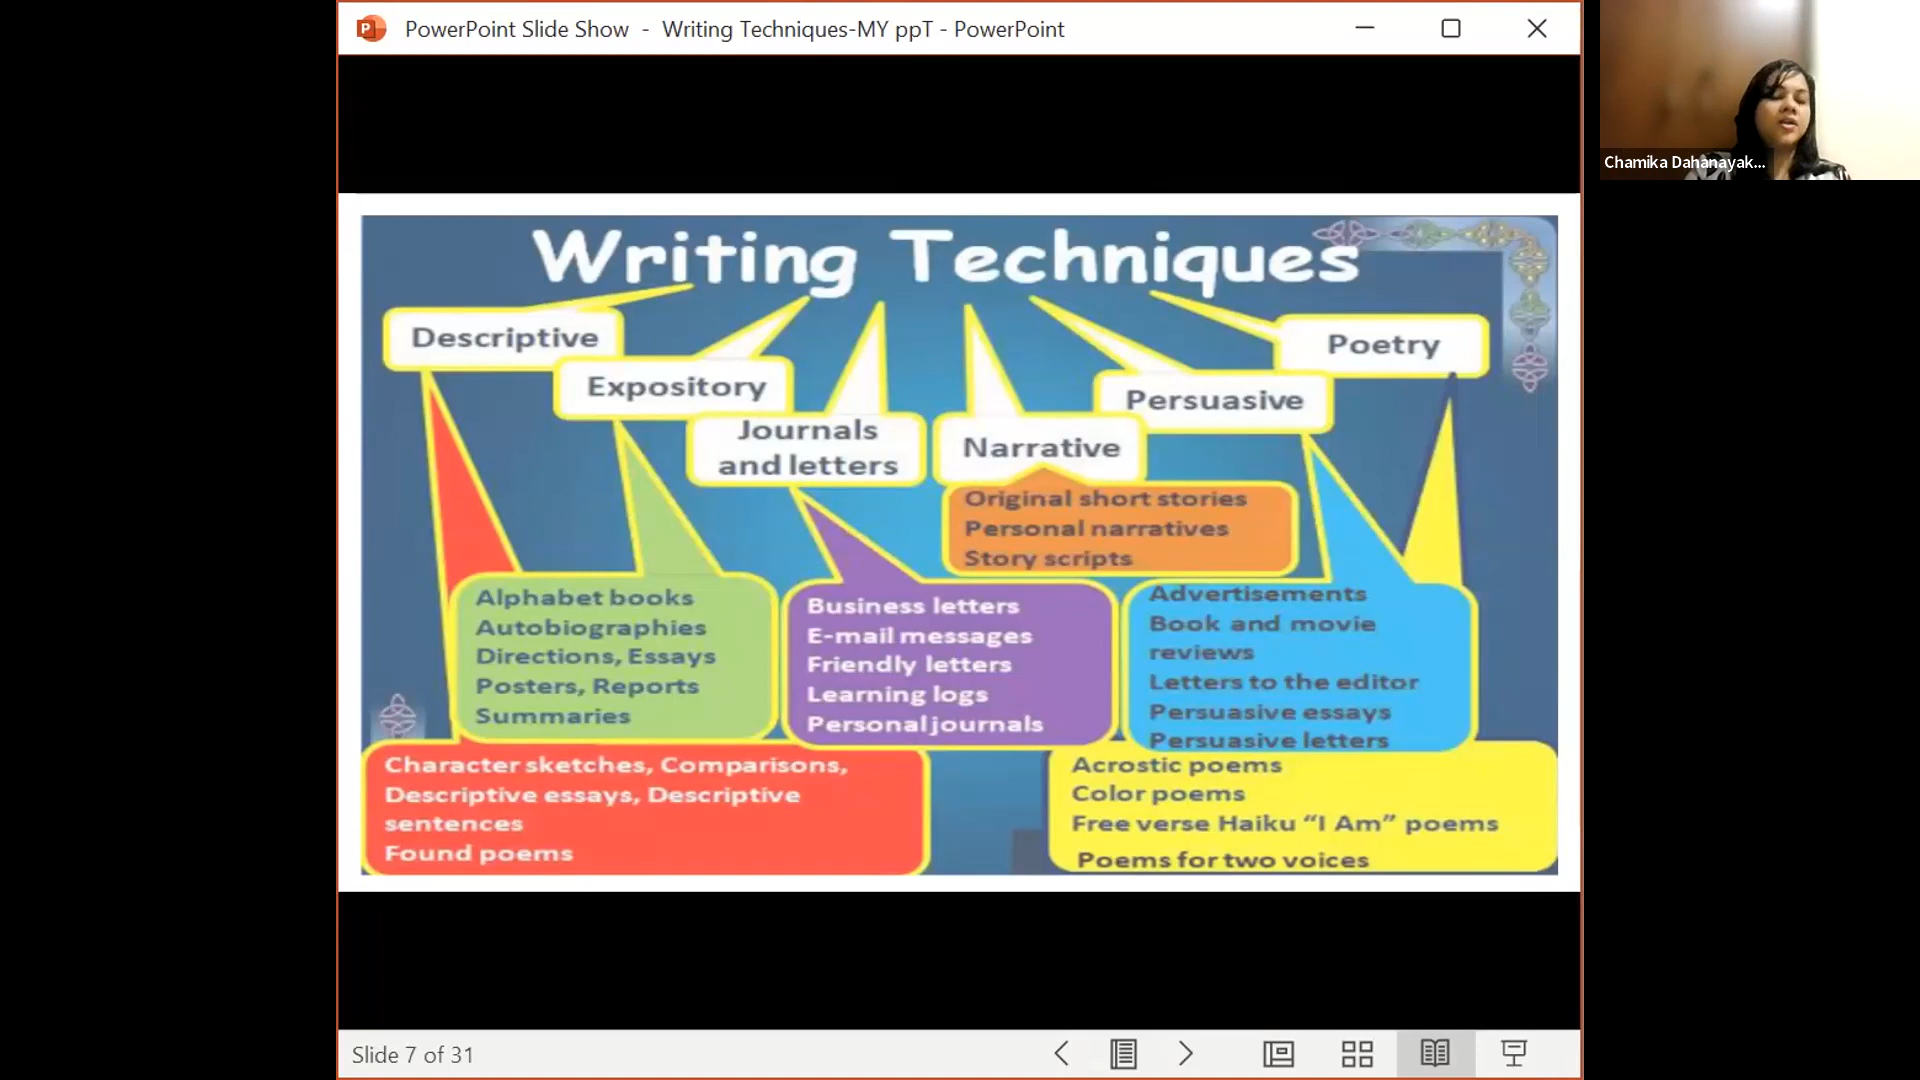 PowerPoint Slide Show - Writing Techniques-MY ppT - PowerPoint
Chamika Dahanayak...
Writing Techniques
Descriptive
Expository
Journals
and letters
Narrative
Persuasive
Poetry
Original short stories
Personal narratives
Story scripts
Alphabet books
Autobiographies
Directions, Essays
Posters, Reports
Summaries
Business letters
E-mail messages
Friendly letters
Learning logs
Personal journals
Advertisements
Book and movie
reviews
Letters to the editor
Persuasive essays
Persuasive letters
Character sketches, Comparisons,
Descriptive essays, Descriptive
sentences
Found poems
Acrostic poems
Color poems
Free verse Haiku “I Am” poems
Poems for two voices
Slide 7 of 31